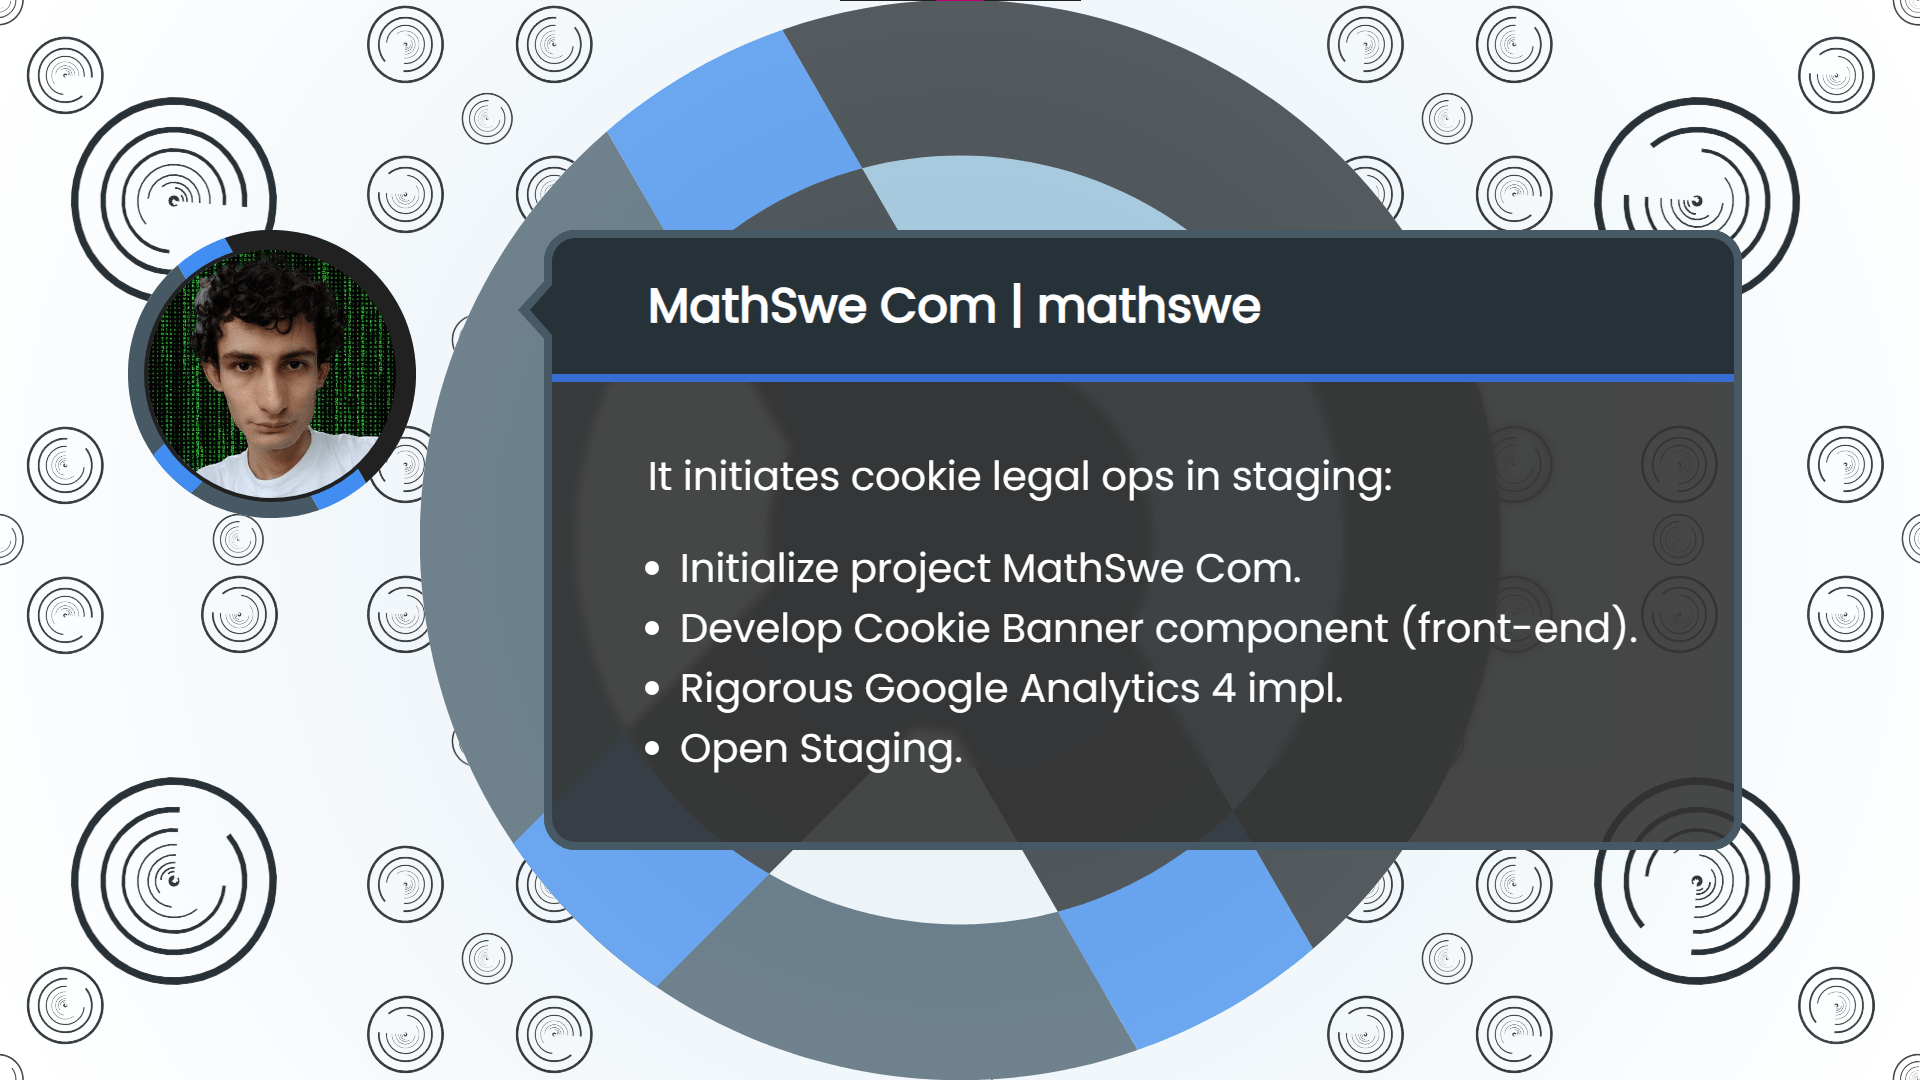 MathSwe Com | mathswe
It initiates cookie legal ops in staging:
• Initialize project MathSwe Com.
• Develop Cookie Banner component (front-end).
• Rigorous Google Analytics 4 impl.
• Open Staging.